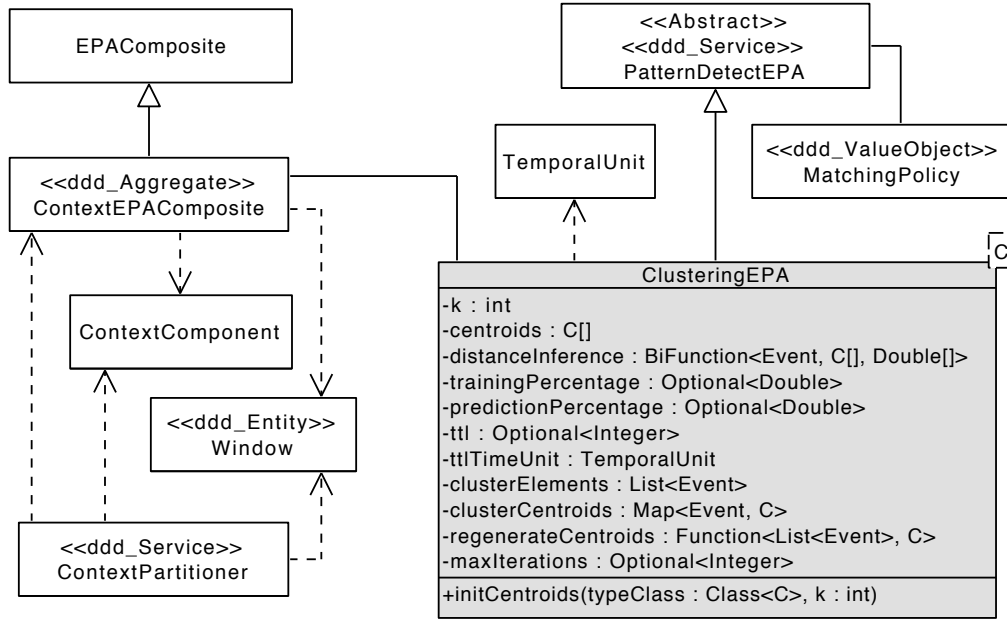 EPAComposite
<<Abstract>>
<<ddd_Service>>
PatternDetectEPA
TemporalUnit
<<ddd_ValueObject>>
MatchingPolicy
<<ddd_Aggregate>>
ContextEPAComposite
C
ClusteringEPA
-k : int
-centroids : C[]
-distanceInference : BiFunction<Event, C[], Double[]>
-trainingPercentage : Optional<Double>
-predictionPercentage : Optional<Double>
-ttl : Optional<Integer>
-ttlTimeUnit : TemporalUnit
-clusterElements : List<Event>
-clusterCentroids : Map<Event, C>
-regenerateCentroids : Function<List<Event>, C>
-maxIterations : Optional<Integer>
+initCentroids(typeClass : Class<C>, k : int)
ContextComponent
<<ddd_Entity>>
Window
<<ddd_Service>>
ContextPartitioner